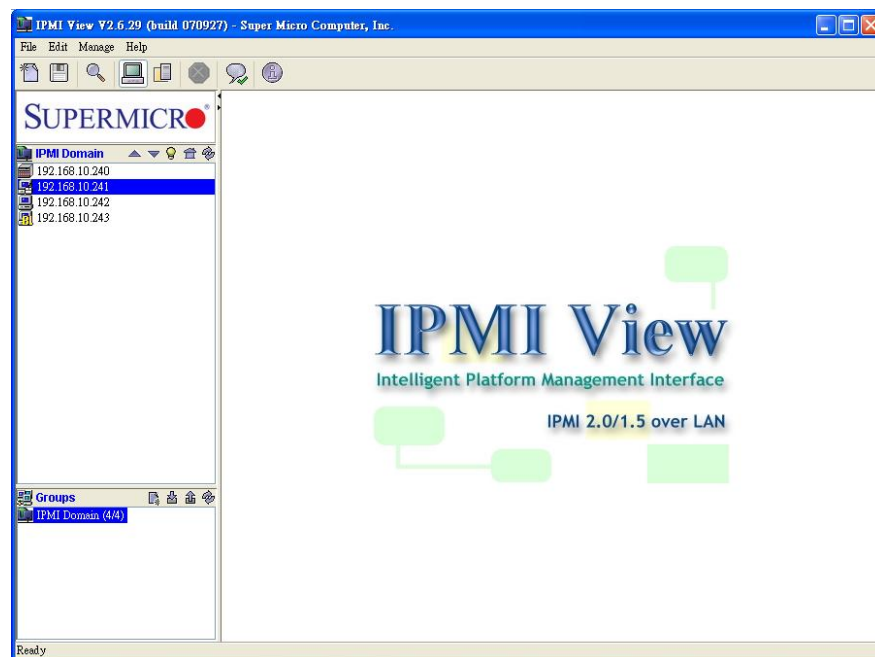 IPMI View V2.6.29 (build 070927) - Super Micro Computer, Inc.
File Edit Manage Help
SUPERMICRO®
IPMI Domain
192.168.10.240
192.168.10.241
192.168.10.242
192.168.10.243
IPMI View
Intelligent Platform Management Interface
IPMI 2.0/1.5 over LAN
Groups
IPMI Domain (4/4)
Ready